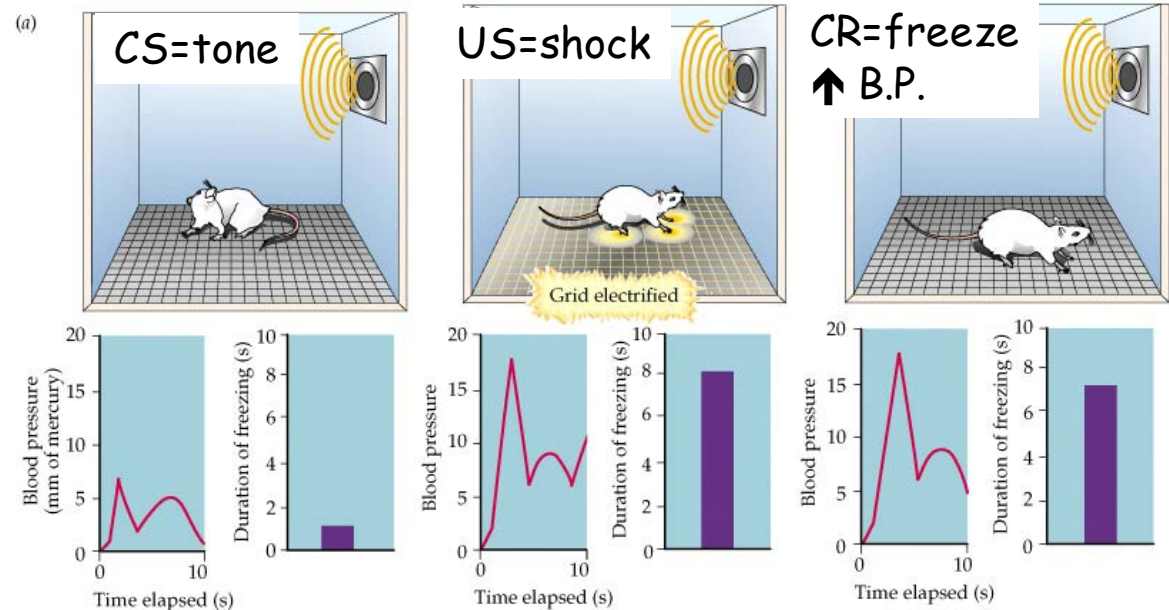 (a)
CS=tone
US=shock
CR=freeze
↑ B.P.
Grid electrified
Blood pressure
(mm of mercury)
20
15
10
5
0
0
10
Time elapsed (s)
Duration of freezing (s)
10
8
6
4
2
0
Blood pressure
20
15
10
5
0
0
10
Time elapsed (s)
Duration of freezing (s)
10
8
6
4
2
0
Blood pressure
20
15
10
5
0
0
10
Time elapsed (s)
Duration of freezing (s)
10
8
6
4
2
0